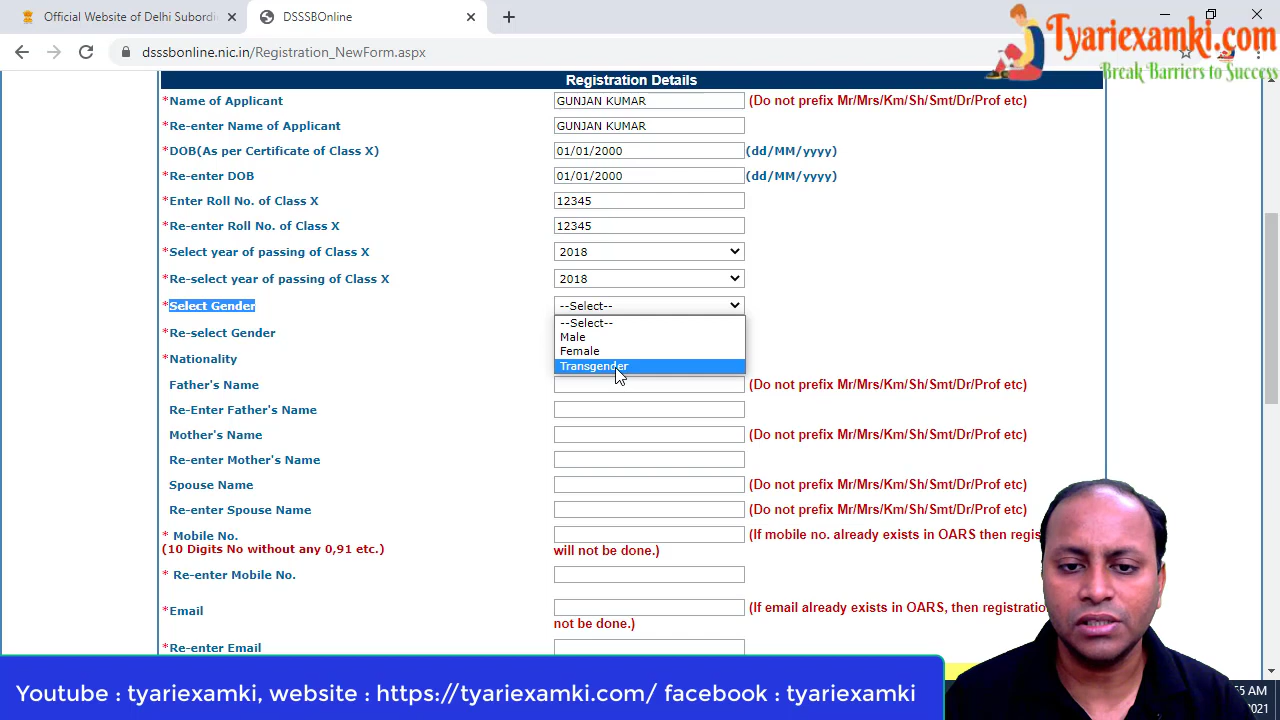 Official Website of Delhi Subordi
DSSSBOnline
dsssbonline.nic.in/Registration_NewForm.aspx
Tyariexamki.com
Break Barriers to Success
Registration Details
*Name of Applicant GUNJAN KUMAR (Do not prefix Mr/Mrs/Km/Sh/Smt/Dr/Prof etc)
*Re-enter Name of Applicant GUNJAN KUMAR
*DOB(As per Certificate of Class X) 01/01/2000 (dd/MM/yyyy)
*Re-enter DOB 01/01/2000 (dd/MM/yyyy)
*Enter Roll No. of Class X 12345
*Re-enter Roll No. of Class X 12345
*Select year of passing of Class X 2018
*Re-select year of passing of Class X 2018
*Select Gender --Select--
--Select--
*Re-select Gender Male
Female
*Nationality Transgender
Father's Name (Do not prefix Mr/Mrs/Km/Sh/Smt/Dr/Prof etc)
Re-Enter Father's Name
Mother's Name (Do not prefix Mr/Mrs/Km/Sh/Smt/Dr/Prof etc)
Re-enter Mother's Name
Spouse Name (Do not prefix Mr/Mrs/Km/Sh/Smt/Dr/Prof etc)
Re-enter Spouse Name (Do not prefix Mr/Mrs/Km/Sh/Smt/Dr/Prof etc)
* Mobile No. (If mobile no. already exists in OARS then regis
(10 Digits No without any 0,91 etc.) will not be done.)
* Re-enter Mobile No.
*Email (If email already exists in OARS, then registratio
not be done.)
*Re-enter Email
Youtube : tyariexamki, website : https://tyariexamki.com/ facebook : tyariexamki
55 AM
2021